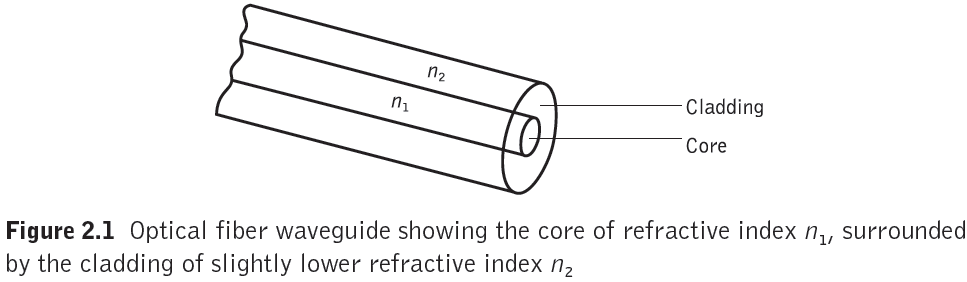 n₂
n₁
Cladding
Core
Figure 2.1 Optical fiber waveguide showing the core of refractive index n₁, surrounded
by the cladding of slightly lower refractive index n₂